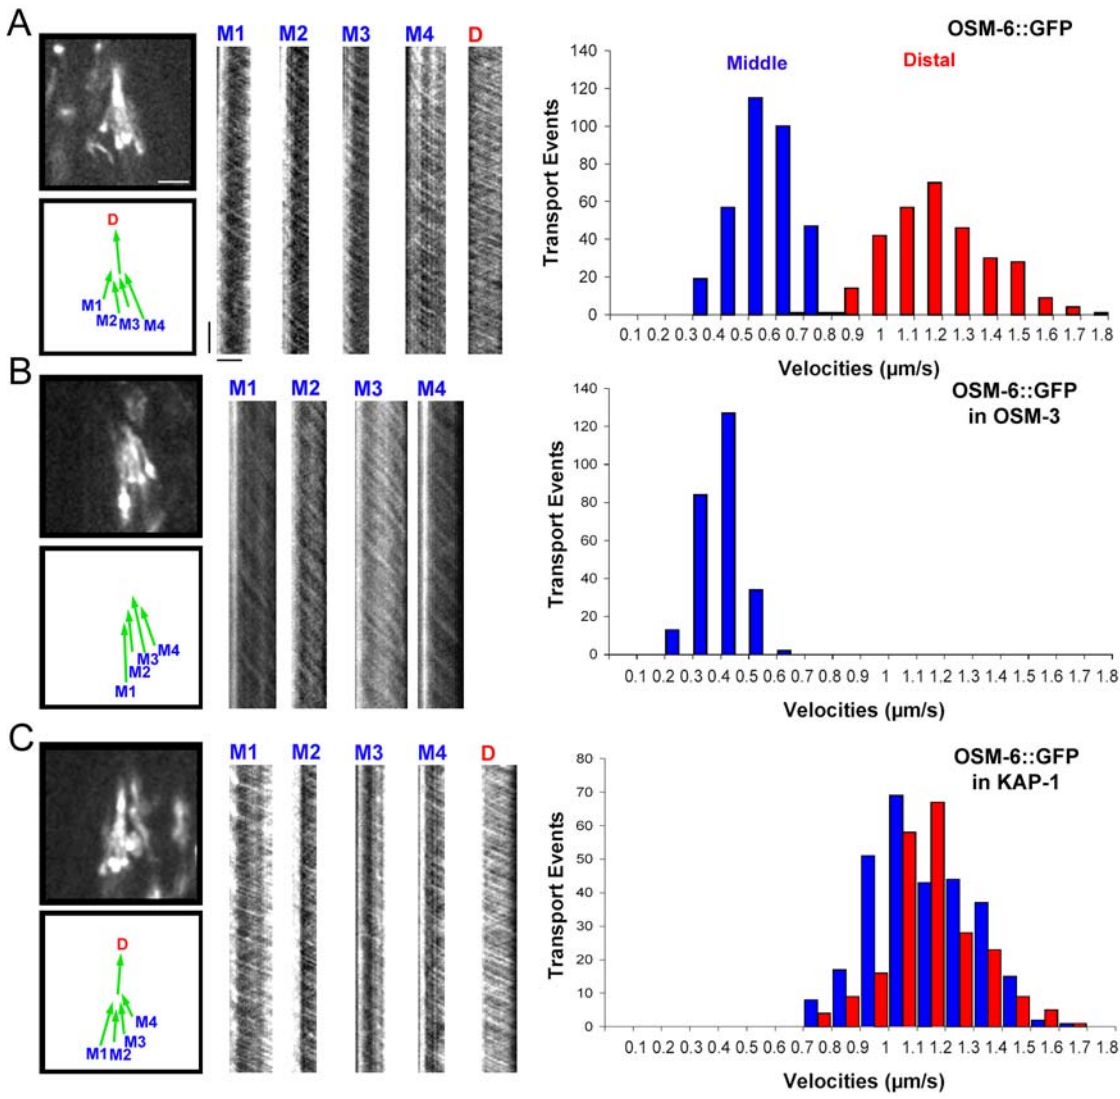 A
M1 M2 M3 M4 D
D
M1
M2 M3 M4
OSM-6::GFP
Middle Distal
Transport Events
140
120
100
80
60
40
20
0
0.1 0.2 0.3 0.4 0.5 0.6 0.7 0.8 0.9 1 1.1 1.2 1.3 1.4 1.5 1.6 1.7 1.8
Velocities (µm/s)
B
M1 M2 M3 M4
M4
M3
M2
M1
OSM-6::GFP
in OSM-3
Transport Events
140
120
100
80
60
40
20
0
0.1 0.2 0.3 0.4 0.5 0.6 0.7 0.8 0.9 1 1.1 1.2 1.3 1.4 1.5 1.6 1.7 1.8
Velocities (µm/s)
C
M1 M2 M3 M4 D
D
M4
M3
M1 M2
OSM-6::GFP
in KAP-1
Transport Events
80
70
60
50
40
30
20
10
0
0.1 0.2 0.3 0.4 0.5 0.6 0.7 0.8 0.9 1 1.1 1.2 1.3 1.4 1.5 1.6 1.7 1.8
Velocities (µm/s)